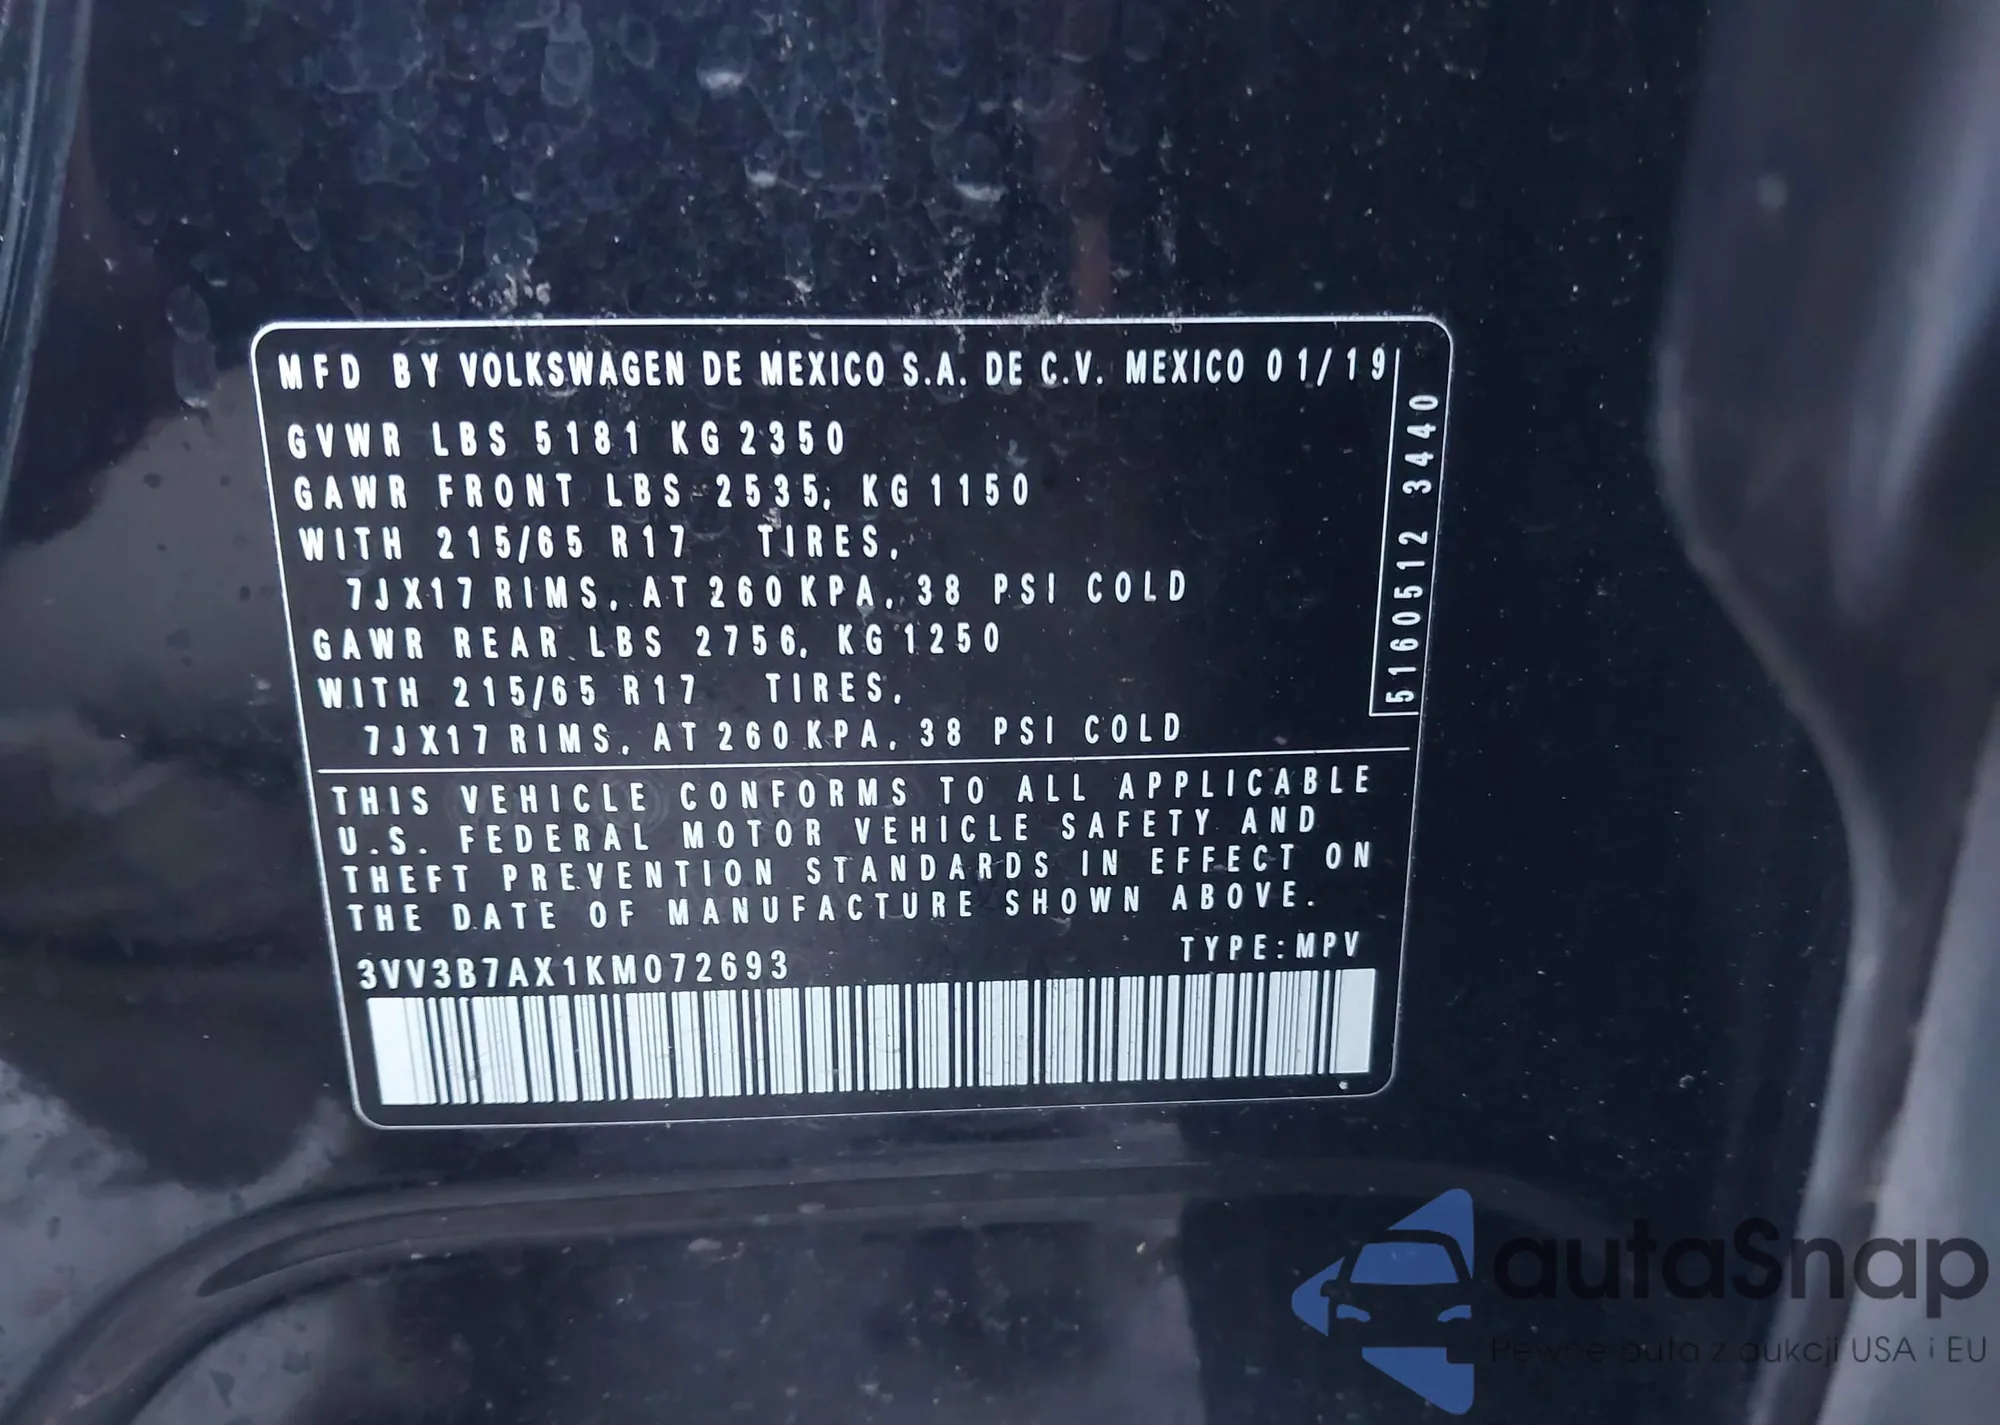 MFD BY VOLKSWAGEN DE MEXICO S.A. DE C.V. MEXICO 01/19
GVWR LBS 5181 KG 2350
GAWR FRONT LBS 2535, KG 1150
WITH 215/65 R17 TIRES,
7JX17 RIMS, AT 260 KPA, 38 PSI COLD
GAWR REAR LBS 2756, KG 1250
WITH 215/65 R17 TIRES,
7JX17 RIMS, AT 260 KPA, 38 PSI COLD
5160512 3440
THIS VEHICLE CONFORMS TO ALL APPLICABLE
U.S. FEDERAL MOTOR VEHICLE SAFETY AND
THEFT PREVENTION STANDARDS IN EFFECT ON
THE DATE OF MANUFACTURE SHOWN ABOVE.
TYPE: MPV
3VV3B7AX1KM072693
autaSnap
Pewne auta z aukcji USA i EU